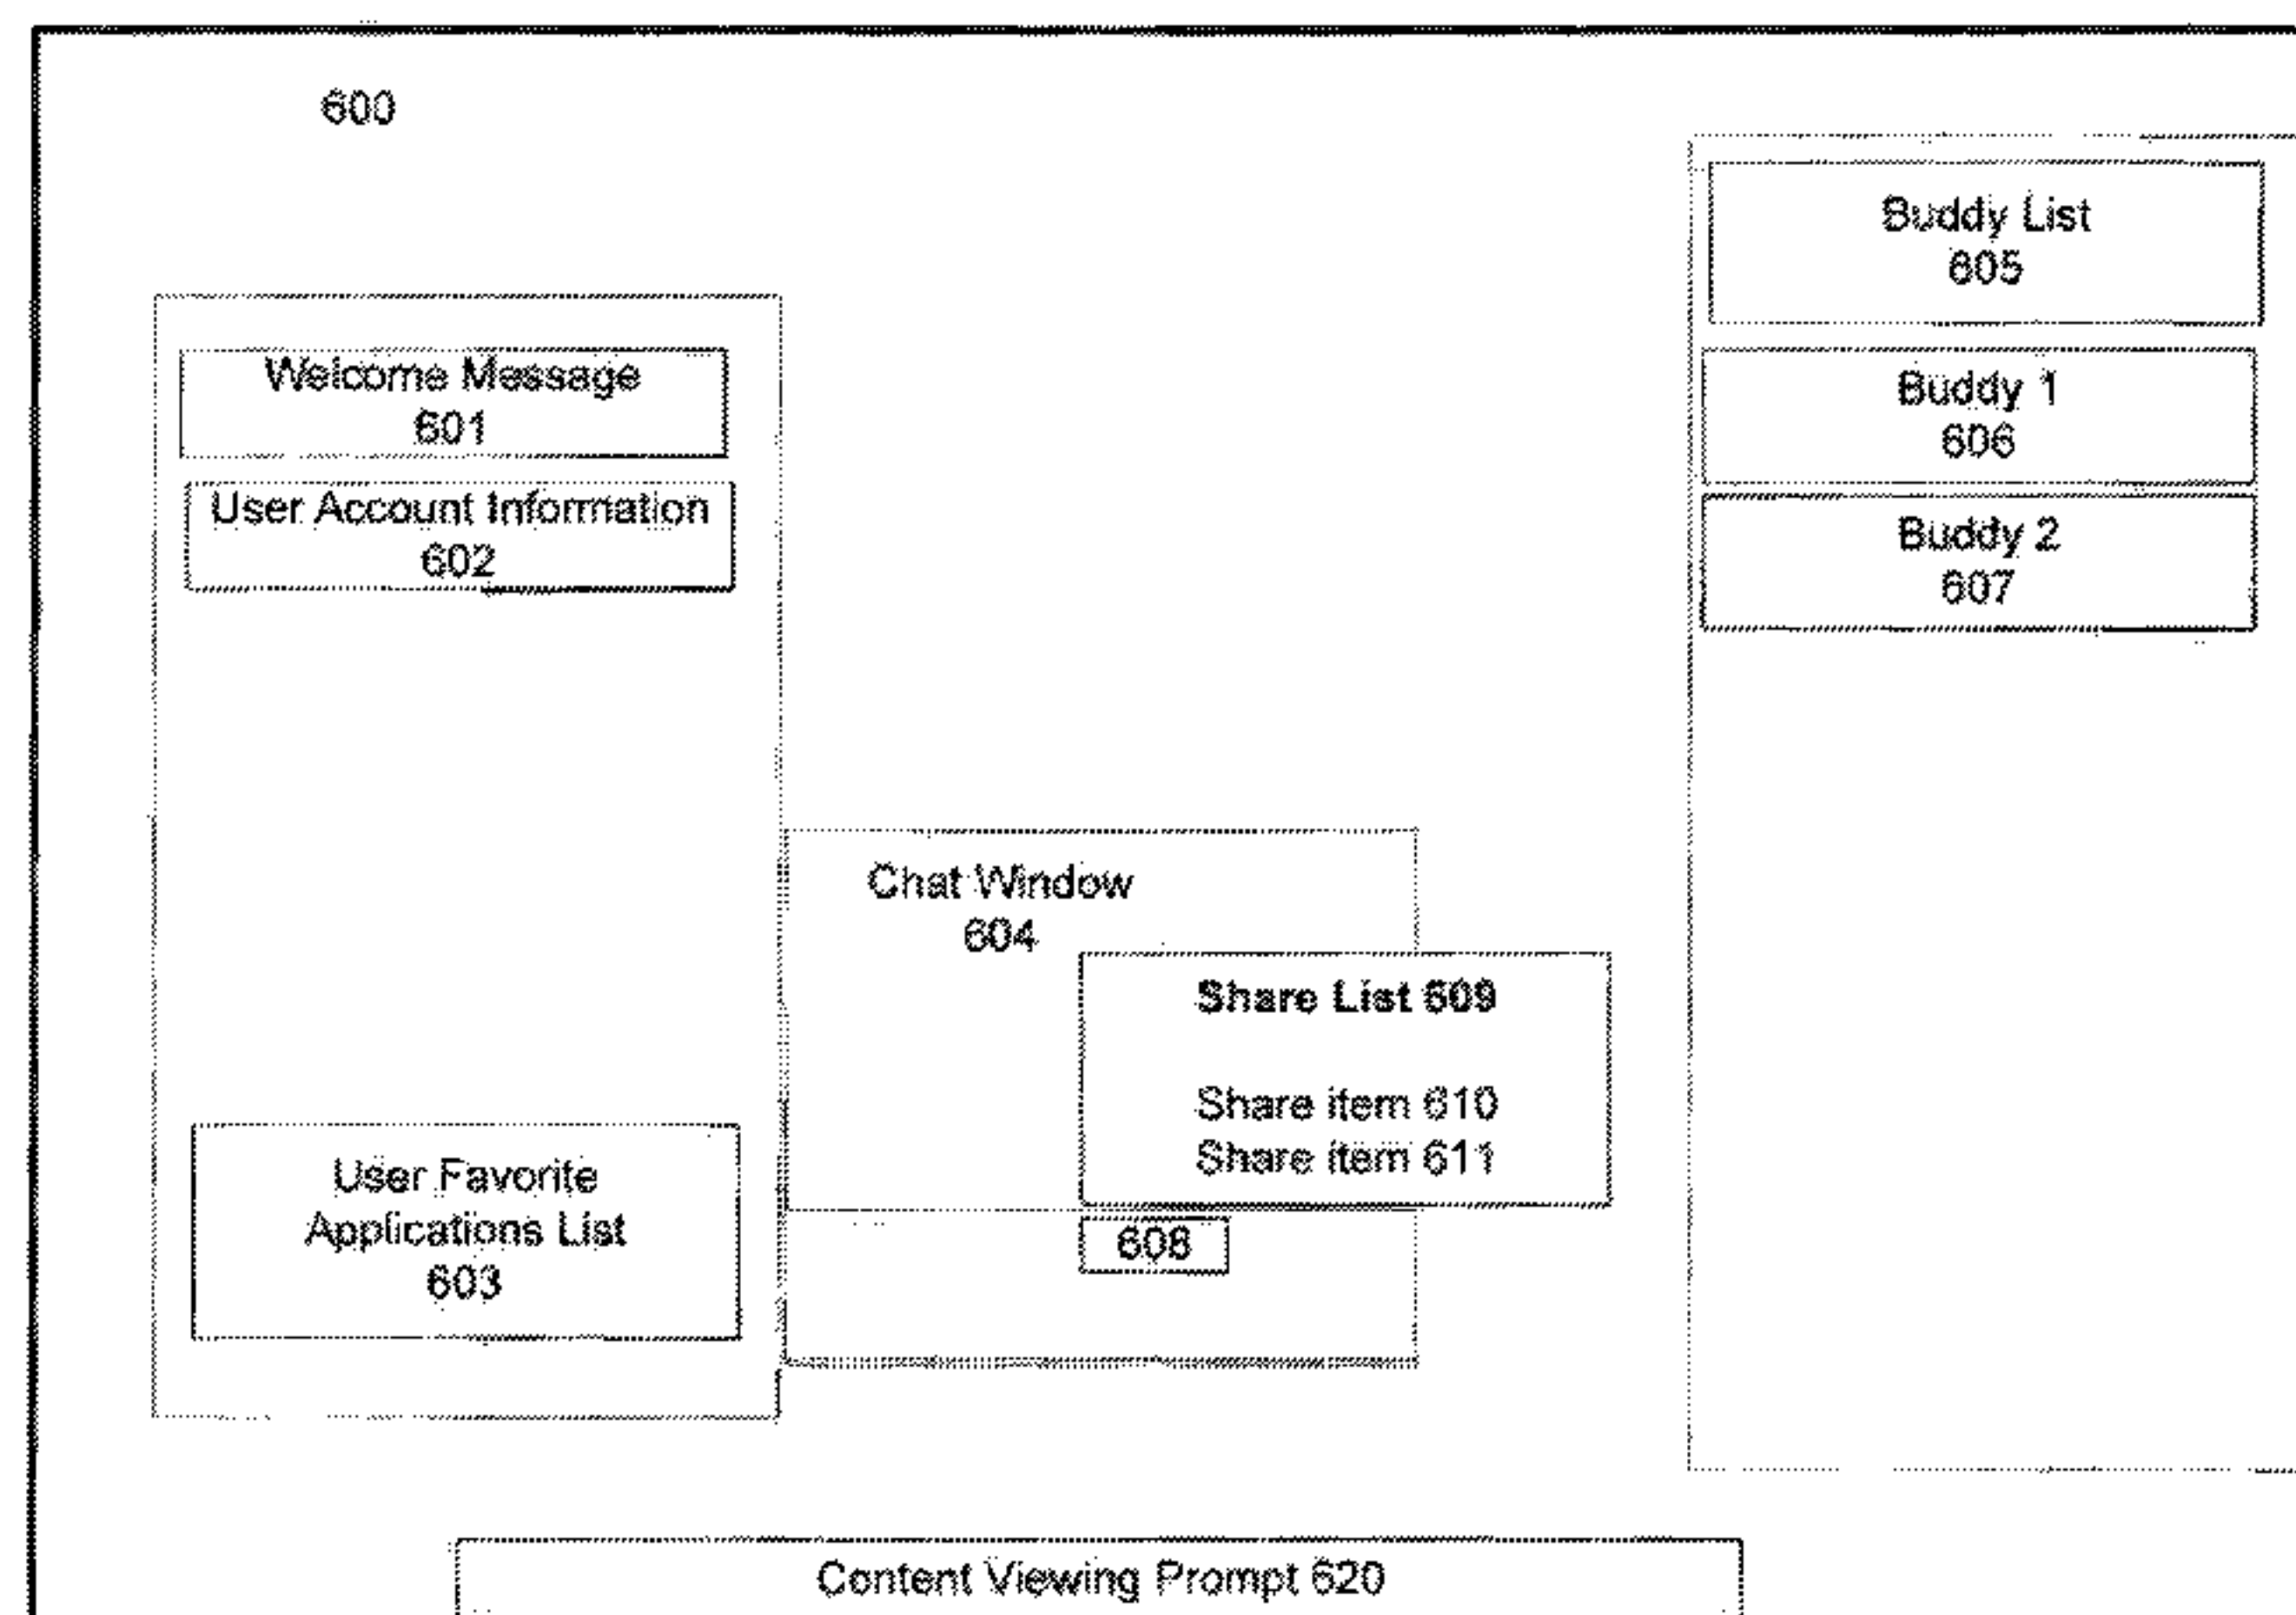 600
Welcome Message
601
User Account Information
602
User Favorite
Applications List
603
Chat Window
604
Share List 609
Share item 610
Share item 611
608
Buddy List
605
Buddy 1
606
Buddy 2
607
Content Viewing Prompt 620